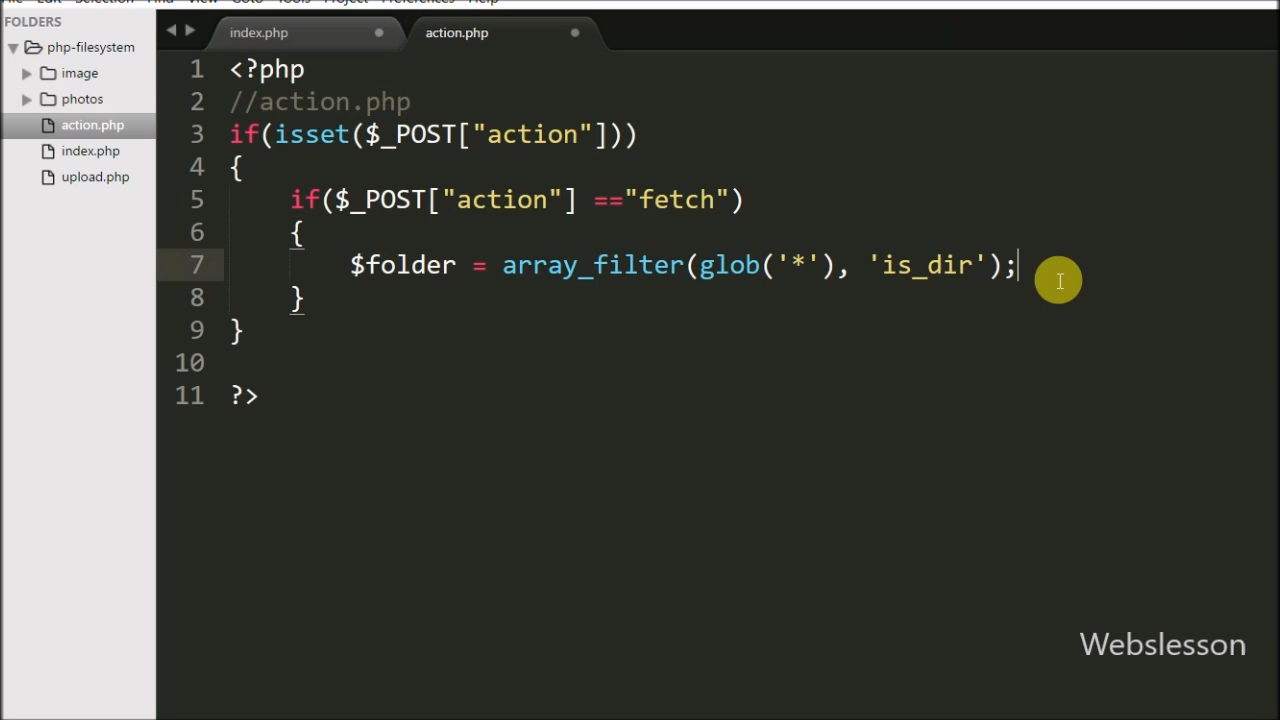 FOLDERS
php-filesystem
image
photos
action.php
index.php
upload.php
index.php
action.php
1 <?php
2 //action.php
3 if(isset($_POST["action"]))
4 {
5 if($_POST["action"] =="fetch")
6 {
7 $folder = array_filter(glob('*'), 'is_dir');
8 }
9 }
10
11 ?>
Webslesson